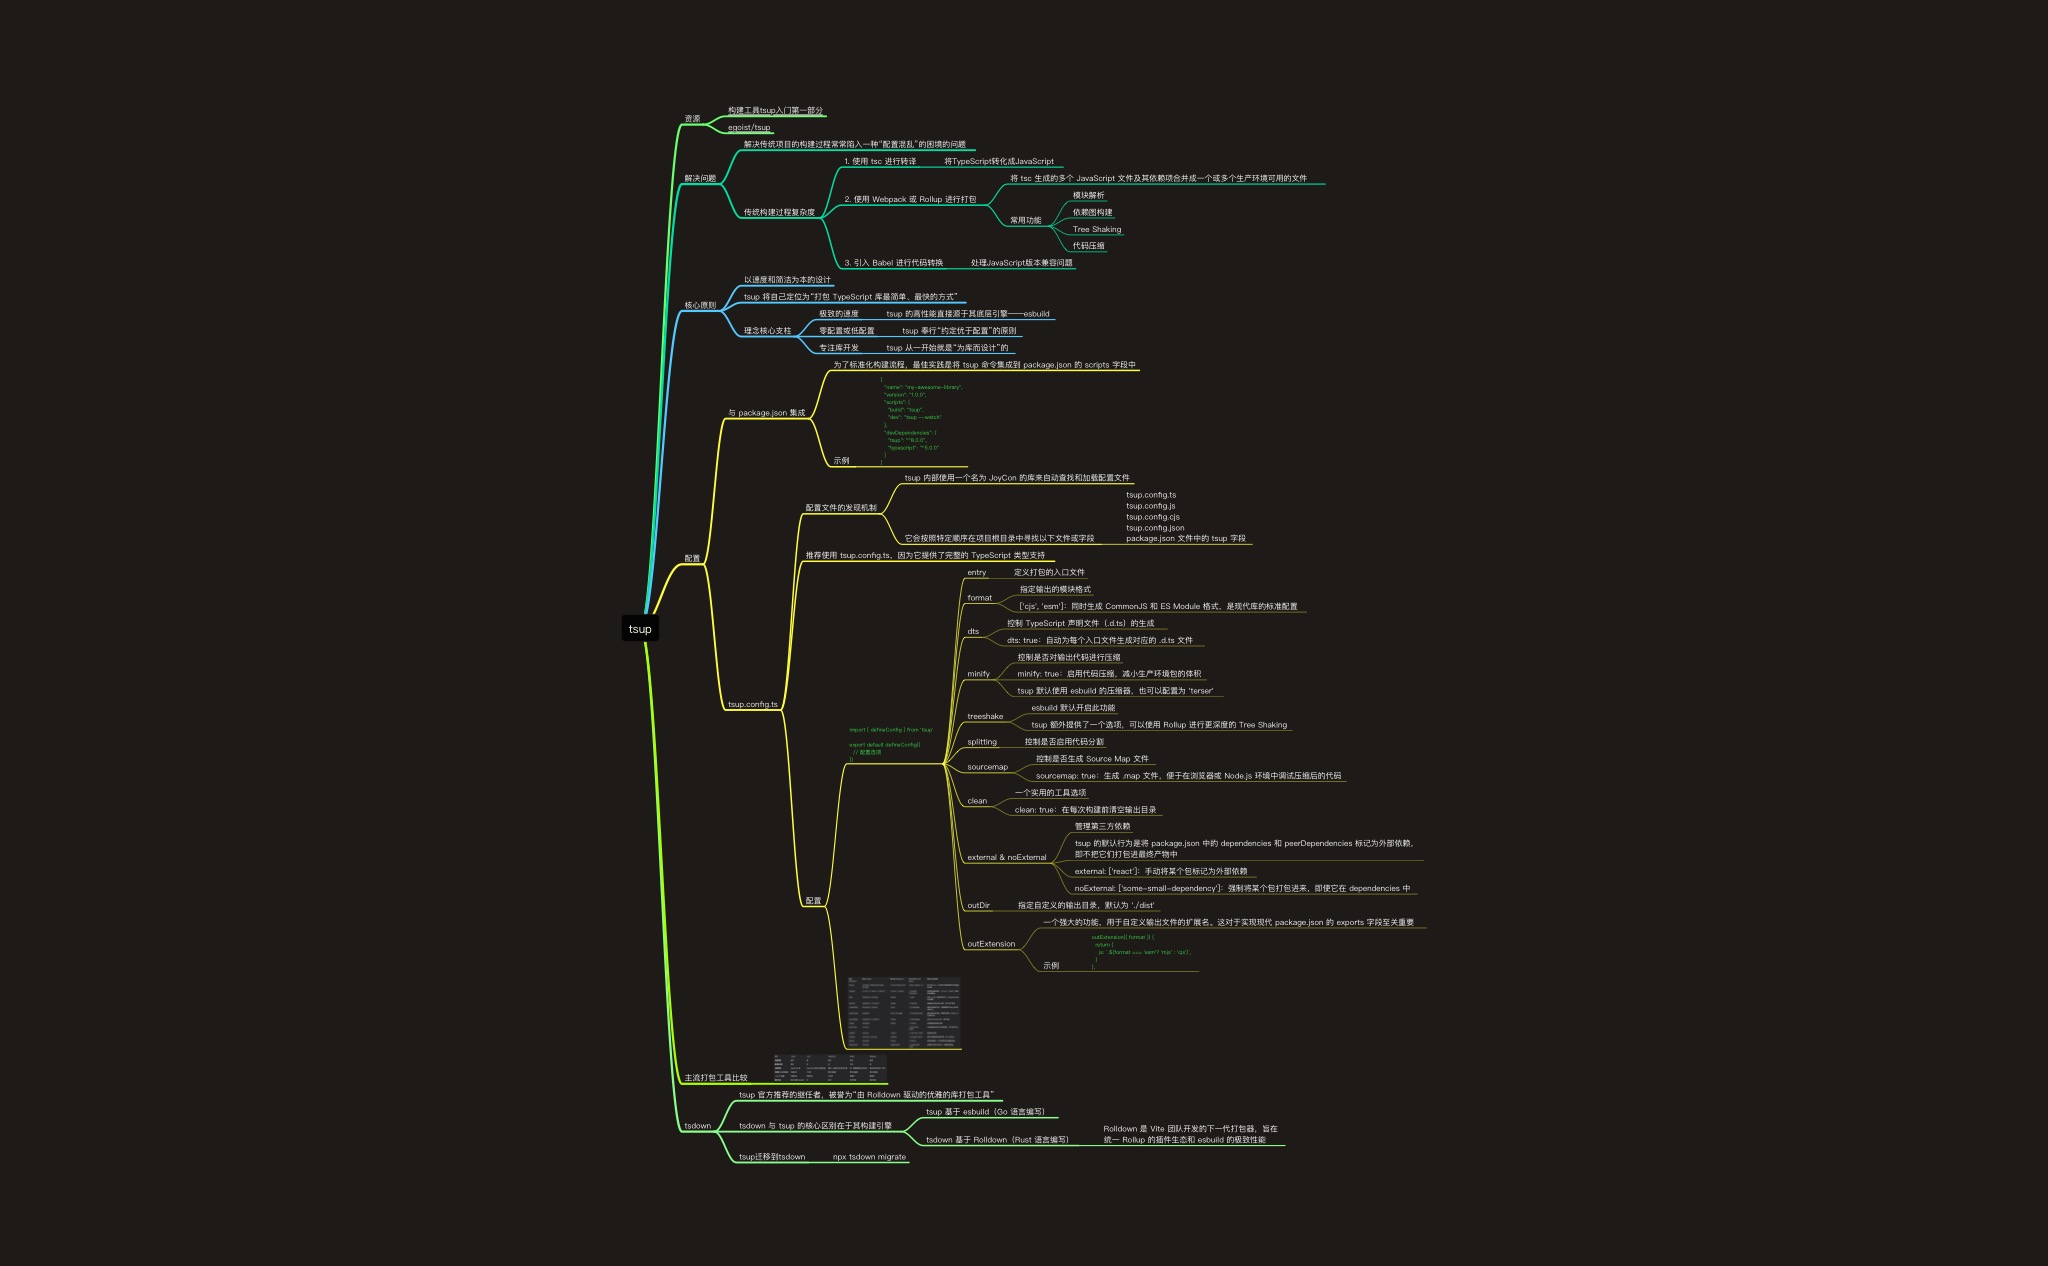 tsup
资源
构建工具tsup入门第一部分
egoist/tsup
解决问题
解决传统项目的构建过程常常陷入一种“配置混乱”的困境的问题
传统构建过程复杂度
1. 使用 tsc 进行转译
将TypeScript转化成JavaScript
2. 使用 Webpack 或 Rollup 进行打包
将 tsc 生成的多个 JavaScript 文件及其依赖项合并成一个或多个生产环境可用的文件
常用功能
模块解析
依赖图构建
Tree Shaking
代码压缩
3. 引入 Babel 进行代码转换
处理JavaScript版本兼容问题
核心原则
以速度和简洁为本的设计
tsup 将自己定位为“打包 TypeScript 库最简单、最快的方式”
理念核心支柱
极致的速度
tsup 的高性能直接源于其底层引擎——esbuild
零配置或低配置
tsup 奉行“约定优于配置”的原则
专注库开发
tsup 从一开始就是“为库而设计”的
配置
与 package.json 集成
为了标准化构建流程，最佳实践是将 tsup 命令集成到 package.json 的 scripts 字段中
示例
{
"name": "my-awesome-library",
"version": "1.0.0",
"scripts": {
"build": "tsup",
"dev": "tsup --watch"
},
"devDependencies": {
"tsup": "^8.0.0",
"typescript": "^5.0.0"
}
}
tsup.config.ts
配置文件的发现机制
tsup 内部使用一个名为 JoyCon 的库来自动查找和加载配置文件
它会按照特定顺序在项目根目录中寻找以下文件或字段
tsup.config.ts
tsup.config.js
tsup.config.cjs
tsup.config.json
package.json 文件中的 tsup 字段
推荐使用 tsup.config.ts，因为它提供了完整的 TypeScript 类型支持
配置
import { defineConfig } from 'tsup'
export default defineConfig({
// 配置选项
})
entry
定义打包的入口文件
format
指定输出的模块格式
['cjs', 'esm']：同时生成 CommonJS 和 ES Module 格式，是现代库的标准配置
dts
控制 TypeScript 声明文件（.d.ts）的生成
dts: true：自动为每个入口文件生成对应的 .d.ts 文件
minify
控制是否对输出代码进行压缩
minify: true：启用代码压缩，减小生产环境包的体积
tsup 默认使用 esbuild 的压缩器，也可以配置为 'terser'
treeshake
esbuild 默认开启此功能
tsup 额外提供了一个选项，可以使用 Rollup 进行更深度的 Tree Shaking
splitting
控制是否启用代码分割
sourcemap
控制是否生成 Source Map 文件
sourcemap: true：生成 .map 文件，便于在浏览器或 Node.js 环境中调试压缩后的代码
clean
一个实用的工具选项
clean: true：在每次构建前清空输出目录
external & noExternal
管理第三方依赖
tsup 的默认行为是将 package.json 中的 dependencies 和 peerDependencies 标记为外部依赖，
即不把它们打包进最终产物中
external: ['react']：手动将某个包标记为外部依赖
noExternal: ['some-small-dependency']：强制将某个包打包进来，即使它在 dependencies 中
outDir
指定自定义的输出目录，默认为 './dist'
outExtension
一个强大的功能，用于自定义输出文件的扩展名。这对于实现现代 package.json 的 exports 字段至关重要
示例
outExtension({ format }) {
return {
js: `.${format === 'esm'? 'mjs' : 'cjs'}`,
}
},
主流打包工具比较
tsdown
tsup 官方推荐的继任者，被誉为“由 Rolldown 驱动的优雅的库打包工具”
tsdown 与 tsup 的核心区别在于其构建引擎
tsup 基于 esbuild（Go 语言编写）
tsdown 基于 Rolldown（Rust 语言编写）
Rolldown 是 Vite 团队开发的下一代打包器，旨在
统一 Rollup 的插件生态和 esbuild 的极致性能
tsup迁移到tsdown
npx tsdown migrate